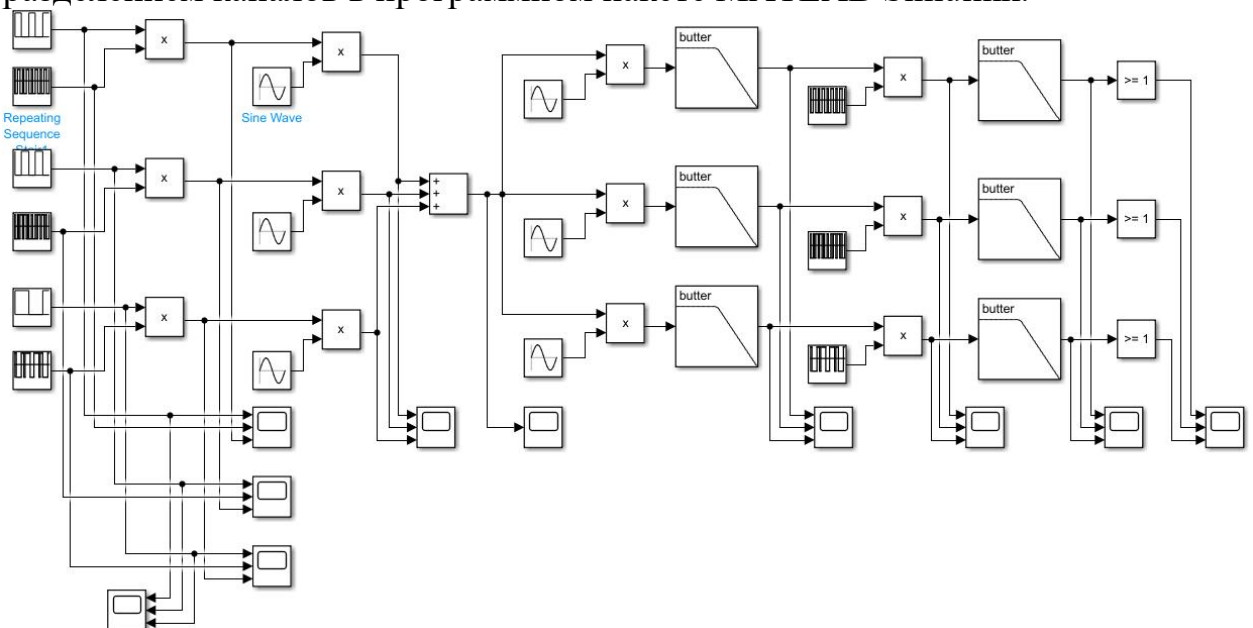 разделением каналов в программном пакете MATLAB Simulink.
x
x
Repeating
Sequence
Sine Wave
x
x
x
x
+
+
+
x
butter
x
butter
>= 1
x
butter
x
butter
>= 1
x
butter
x
butter
>= 1